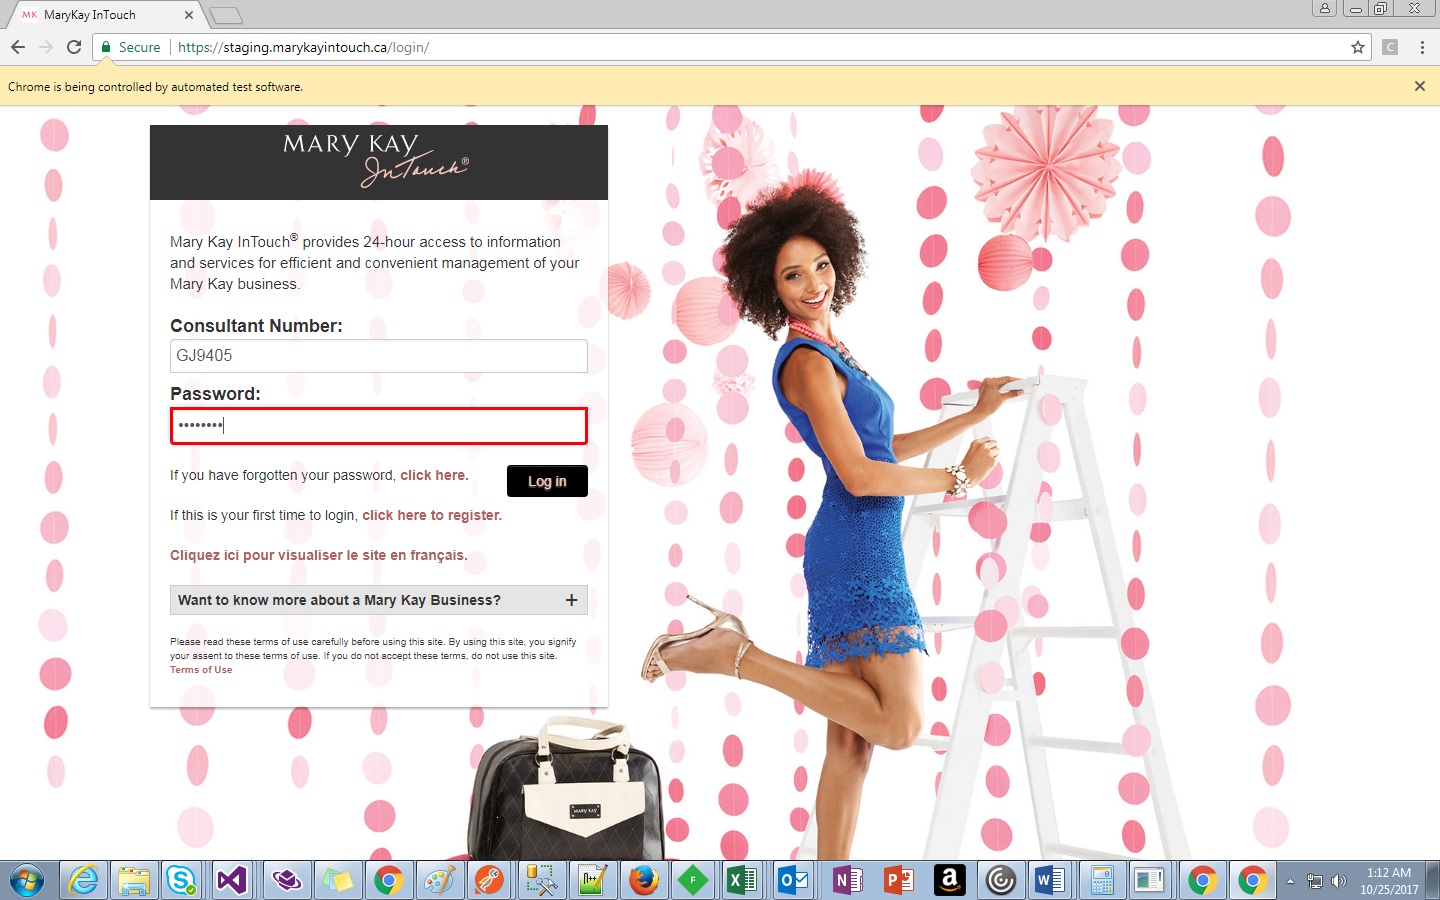 MK MaryKay InTouch
Secure https://staging.marykayintouch.ca/login/
C
Chrome is being controlled by automated test software.
MARY KAY
InTouch®
Mary Kay InTouch® provides 24-hour access to information
and services for efficient and convenient management of your
Mary Kay business.
Consultant Number:
GJ9405
Password:
••••••••
If you have forgotten your password, click here.
Log in
If this is your first time to login, click here to register.
Cliquez ici pour visualiser le site en français.
Want to know more about a Mary Kay Business? +
Please read these terms of use carefully before using this site. By using this site, you signify
your assent to these terms of use. If you do not accept these terms, do not use this site.
Terms of Use
MARY KAY
1:12 AM
10/25/2017